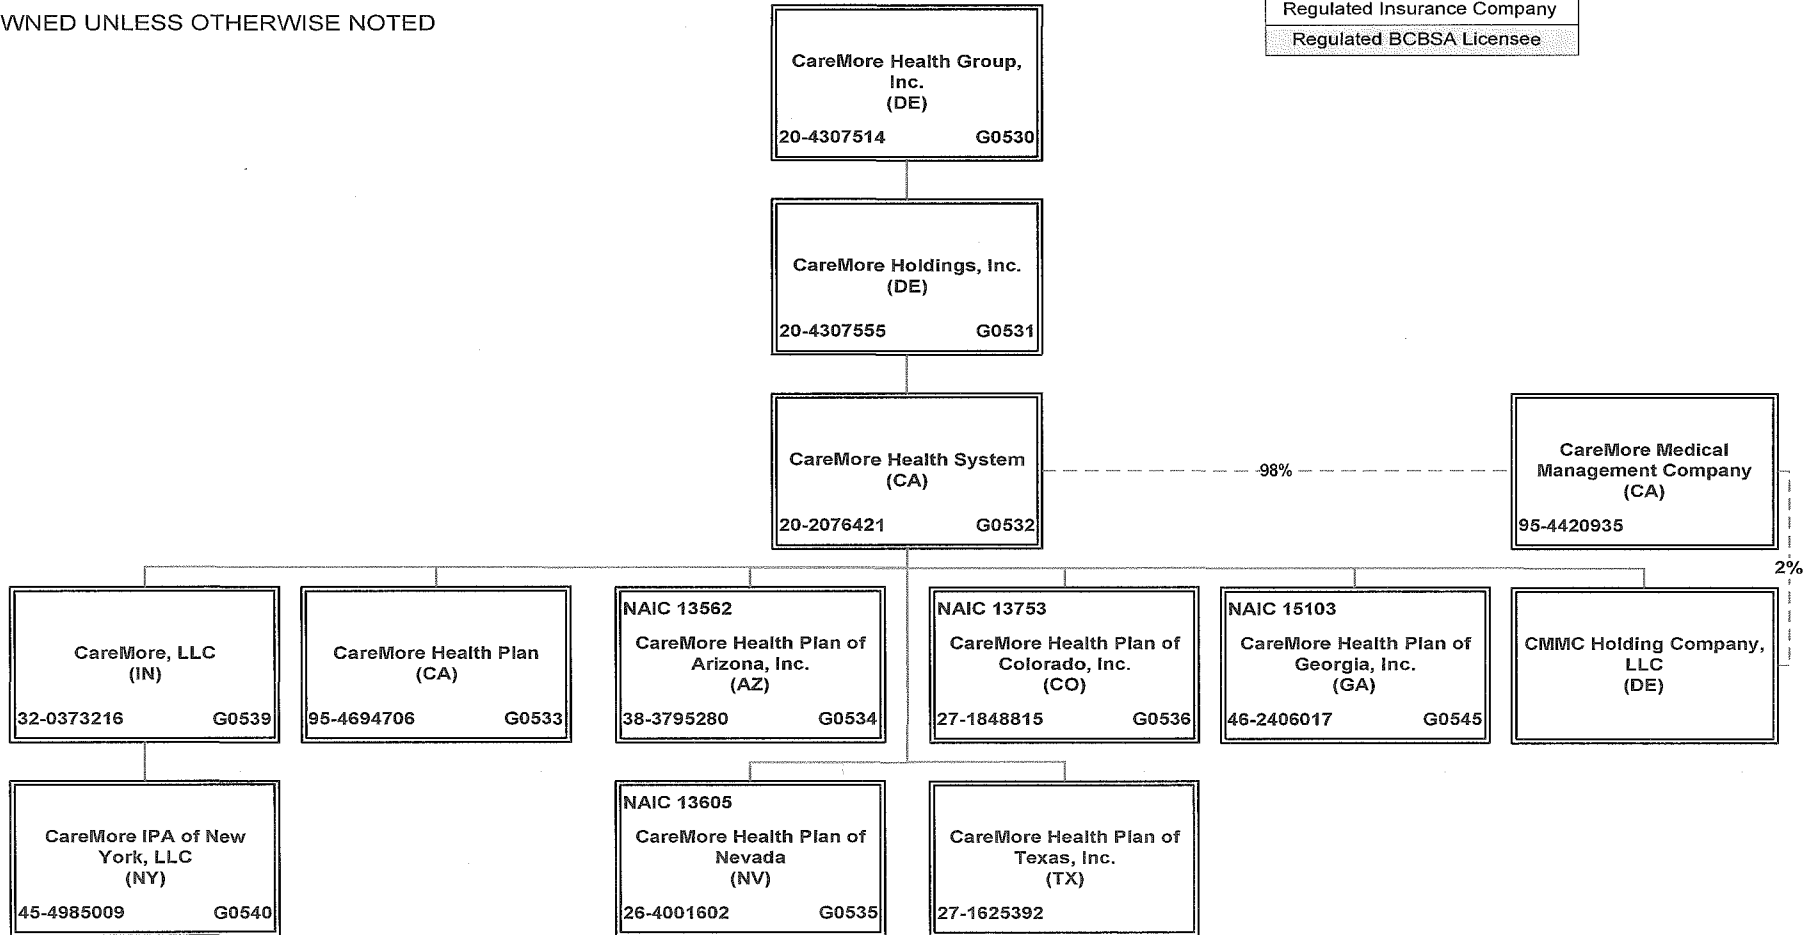 WNED UNLESS OTHERWISE NOTED
Regulated Insurance Company
Regulated BCBSA Licensee
CareMore Health Group,
Inc.
(DE)
20-4307514 G0530
CareMore Holdings, Inc.
(DE)
20-4307555 G0531
CareMore Health System
(CA)
20-2076421 G0532
98%
CareMore Medical
Management Company
(CA)
95-4420935
2%
CareMore, LLC
(IN)
32-0373216 G0539
CareMore Health Plan
(CA)
95-4694706 G0533
NAIC 13562
CareMore Health Plan of
Arizona, Inc.
(AZ)
38-3795280 G0534
NAIC 13753
CareMore Health Plan of
Colorado, Inc.
(CO)
27-1848815 G0536
NAIC 15103
CareMore Health Plan of
Georgia, Inc.
(GA)
46-2406017 G0545
CMMC Holding Company,
LLC
(DE)
CareMore IPA of New
York, LLC
(NY)
45-4985009 G0540
NAIC 13605
CareMore Health Plan of
Nevada
(NV)
26-4001602 G0535
CareMore Health Plan of
Texas, Inc.
(TX)
27-1625392